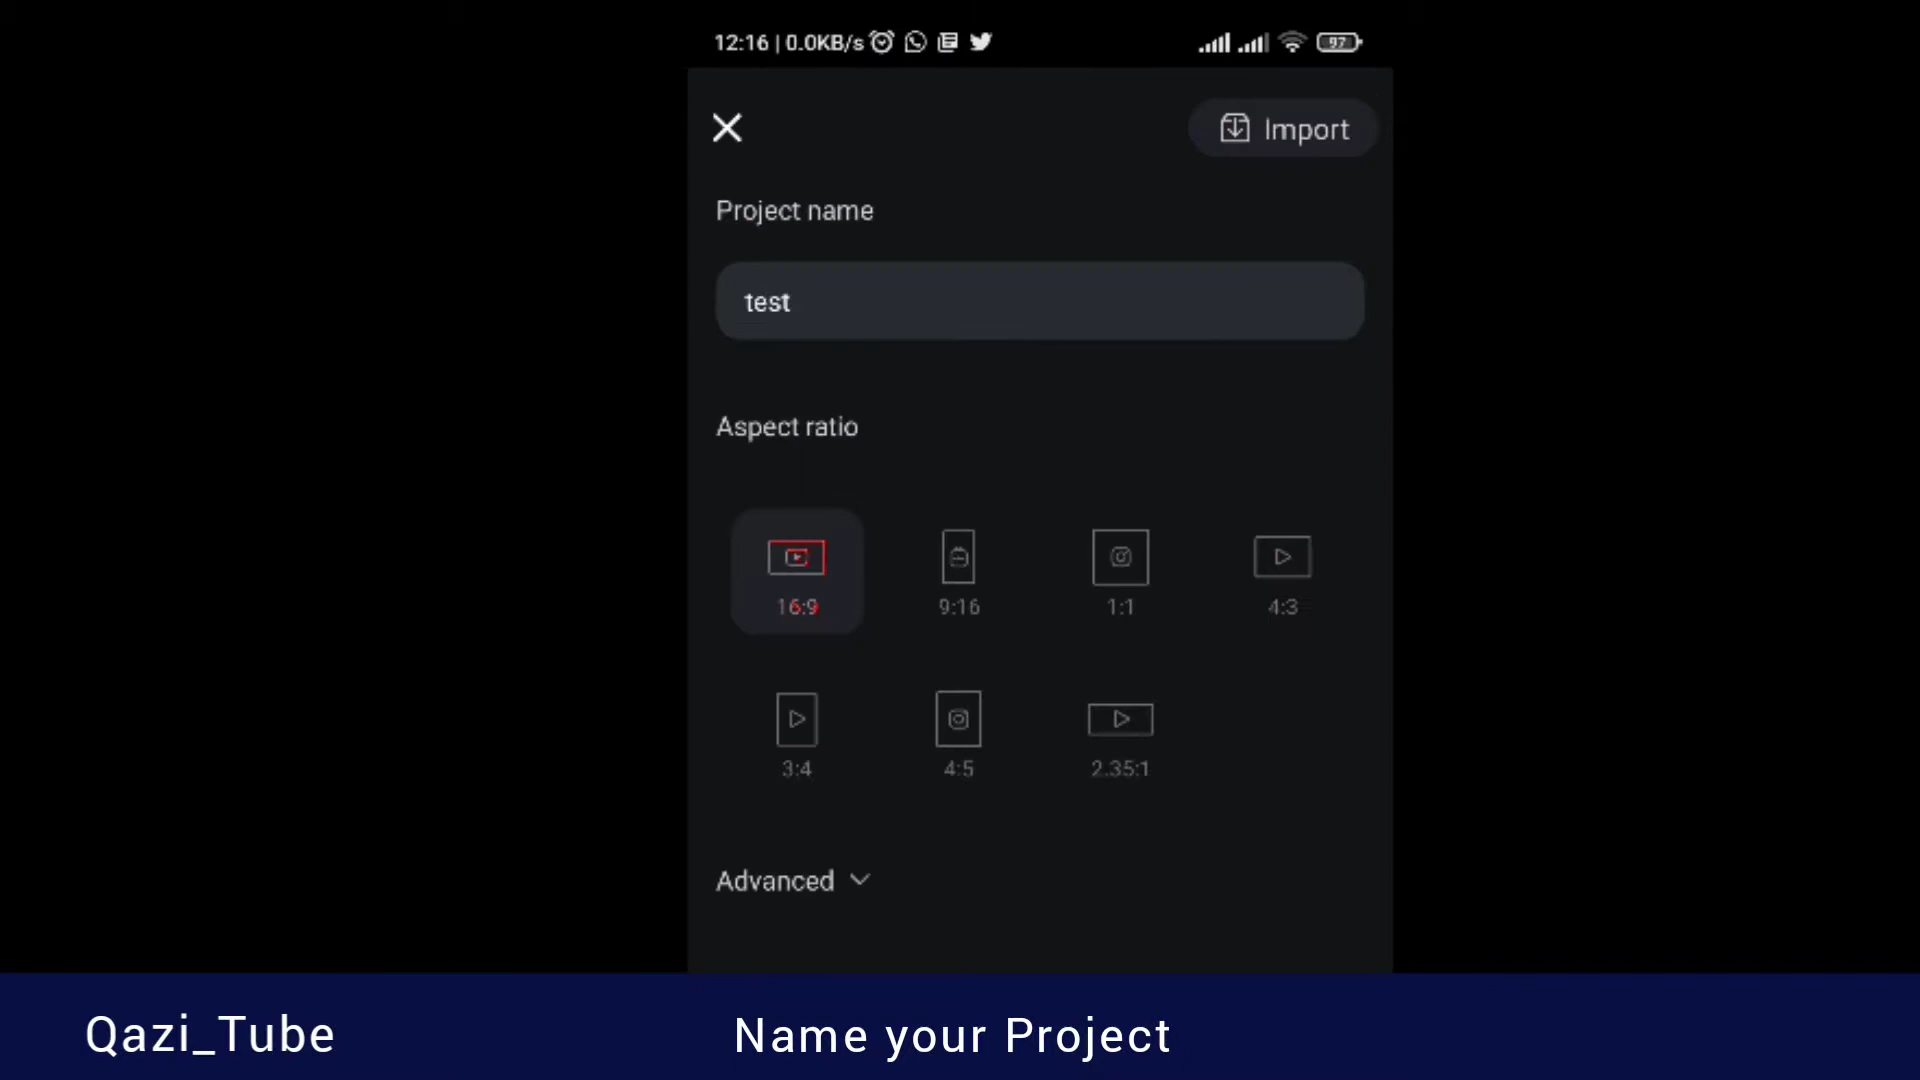 12:16 | 0.0KB/s 97
Import
Project name
test
Aspect ratio
16:9 9:16 1:1 4:3
3:4 4:5 2.35:1
Advanced
Qazi_Tube Name your Project